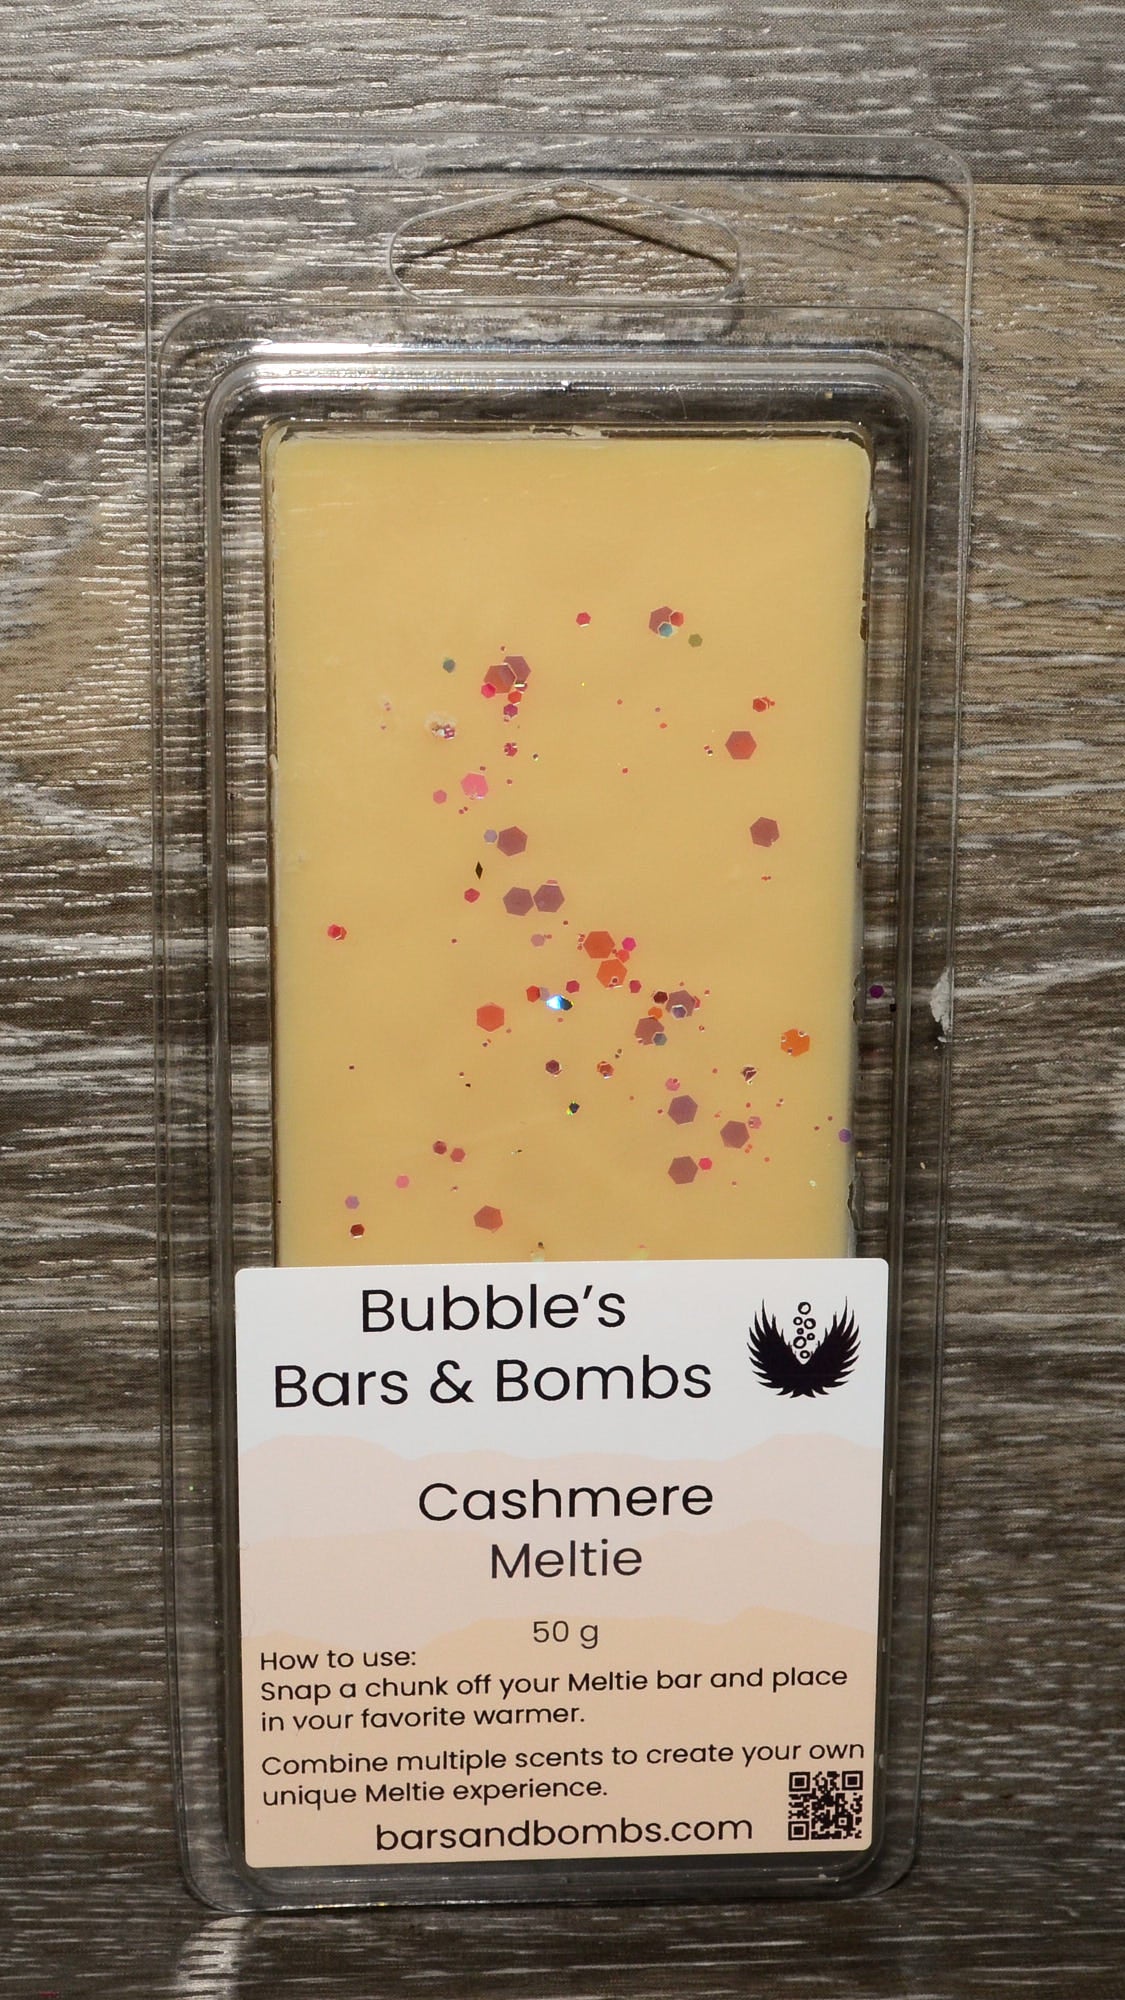 Bubble’s
Bars & Bombs
Cashmere
Meltie
50 g
How to use:
Snap a chunk off your Meltie bar and place
in your favorite warmer.
Combine multiple scents to create your own
unique Meltie experience.
barsandbombs.com